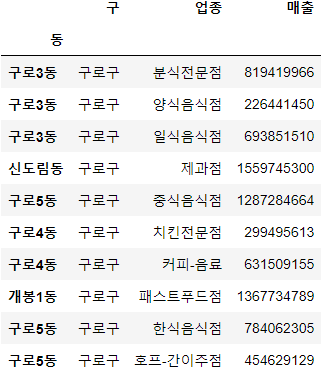 구 업종 매출
동
구로3동 구로구 분식전문점 819419966
구로3동 구로구 양식음식점 226441450
구로3동 구로구 일식음식점 693851510
신도림동 구로구 제과점 1559745300
구로5동 구로구 중식음식점 1287284664
구로4동 구로구 치킨전문점 299495613
구로4동 구로구 커피-음료 631509155
개봉1동 구로구 패스트푸드점 1367734789
구로5동 구로구 한식음식점 784062305
구로5동 구로구 호프-간이주점 454629129